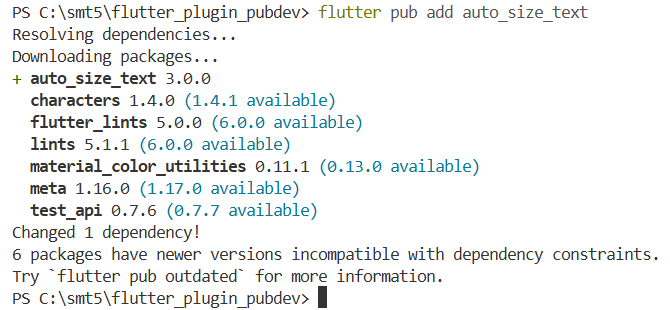 PS C:\smt5\flutter_plugin_pubdev> flutter pub add auto_size_text
Resolving dependencies...
Downloading packages...
+ auto_size_text 3.0.0
  characters 1.4.0 (1.4.1 available)
  flutter_lints 5.0.0 (6.0.0 available)
  lints 5.1.1 (6.0.0 available)
  material_color_utilities 0.11.1 (0.13.0 available)
  meta 1.16.0 (1.17.0 available)
  test_api 0.7.6 (0.7.7 available)
Changed 1 dependency!
6 packages have newer versions incompatible with dependency constraints.
Try `flutter pub outdated` for more information.
PS C:\smt5\flutter_plugin_pubdev>